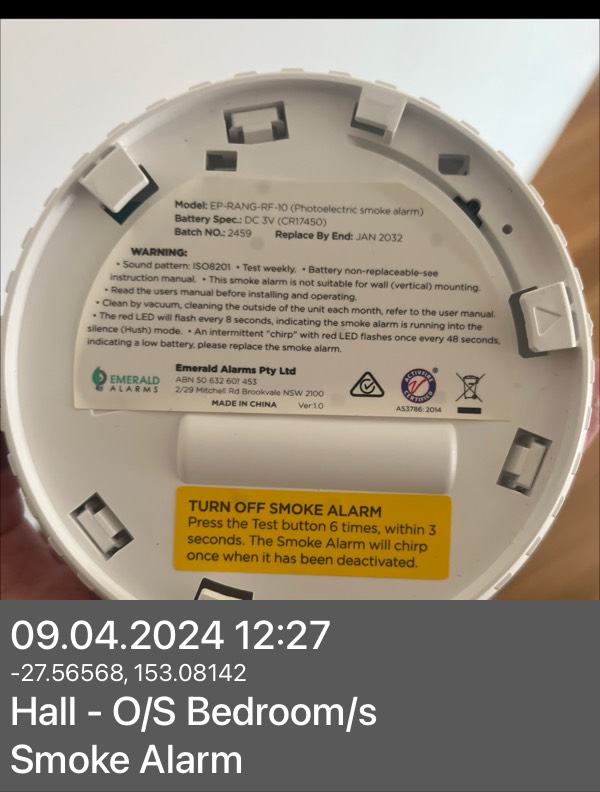 Model: EP-RANG-RF-10 (Photoelectric smoke alarm)
Battery Spec.: DC 3V (CR17450)
Batch NO.: 2459 Replace By End: JAN 2032
WARNING:
• Sound pattern: ISO8201 • Test weekly. • Battery non-replaceable-see
instruction manual. • This smoke alarm is not suitable for wall (vertical) mounting.
• Read the users manual before installing and operating.
• Clean by vacuum, cleaning the outside of the unit each month, refer to the user manual.
• The red LED will flash every 8 seconds, indicating the smoke alarm is running into the
silence (Hush) mode. • An intermittent "chirp" with red LED flashes once every 48 seconds,
indicating a low battery, please replace the smoke alarm.
EMERALD
ALARMS
Emerald Alarms Pty Ltd
ABN 50 632 601 453
2/29 Mitchell Rd Brookvale NSW 2100
MADE IN CHINA Ver:1.0
ACTIVFIRE
CERTIFIED
®
AS3786: 2014
TURN OFF SMOKE ALARM
Press the Test button 6 times, within 3
seconds. The Smoke Alarm will chirp
once when it has been deactivated.
09.04.2024 12:27
-27.56568, 153.08142
Hall - O/S Bedroom/s
Smoke Alarm